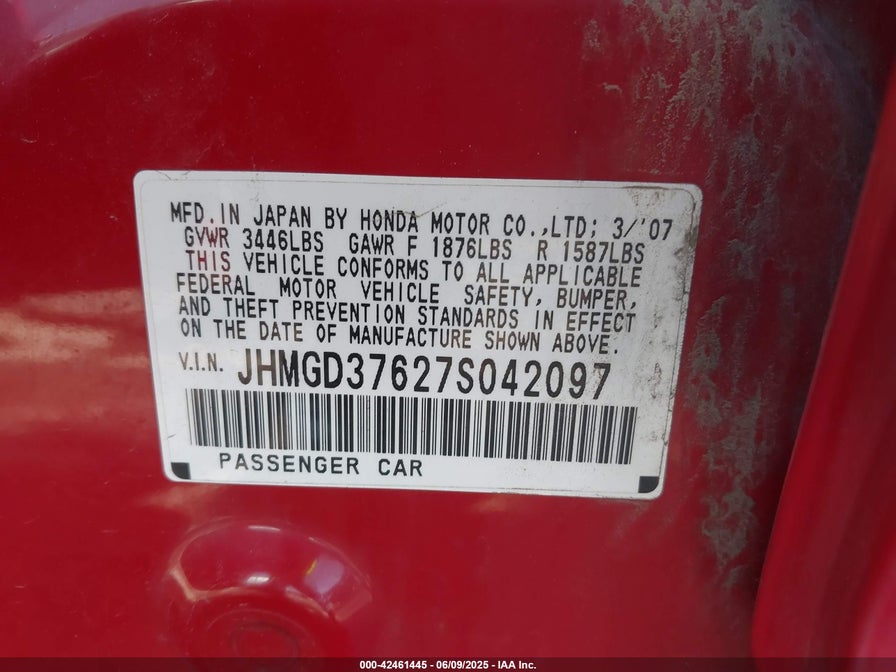 MFD.IN JAPAN BY HONDA MOTOR CO.,LTD; 3/'07
GVWR 3446LBS GAWR F 1876LBS R 1587LBS
THIS VEHICLE CONFORMS TO ALL APPLICABLE
FEDERAL MOTOR VEHICLE SAFETY, BUMPER,
AND THEFT PREVENTION STANDARDS IN EFFECT
ON THE DATE OF MANUFACTURE SHOWN ABOVE.
V.I.N. JHMGD37627S042097
PASSENGER CAR
000-42461445 - 06/09/2025 - IAA Inc.